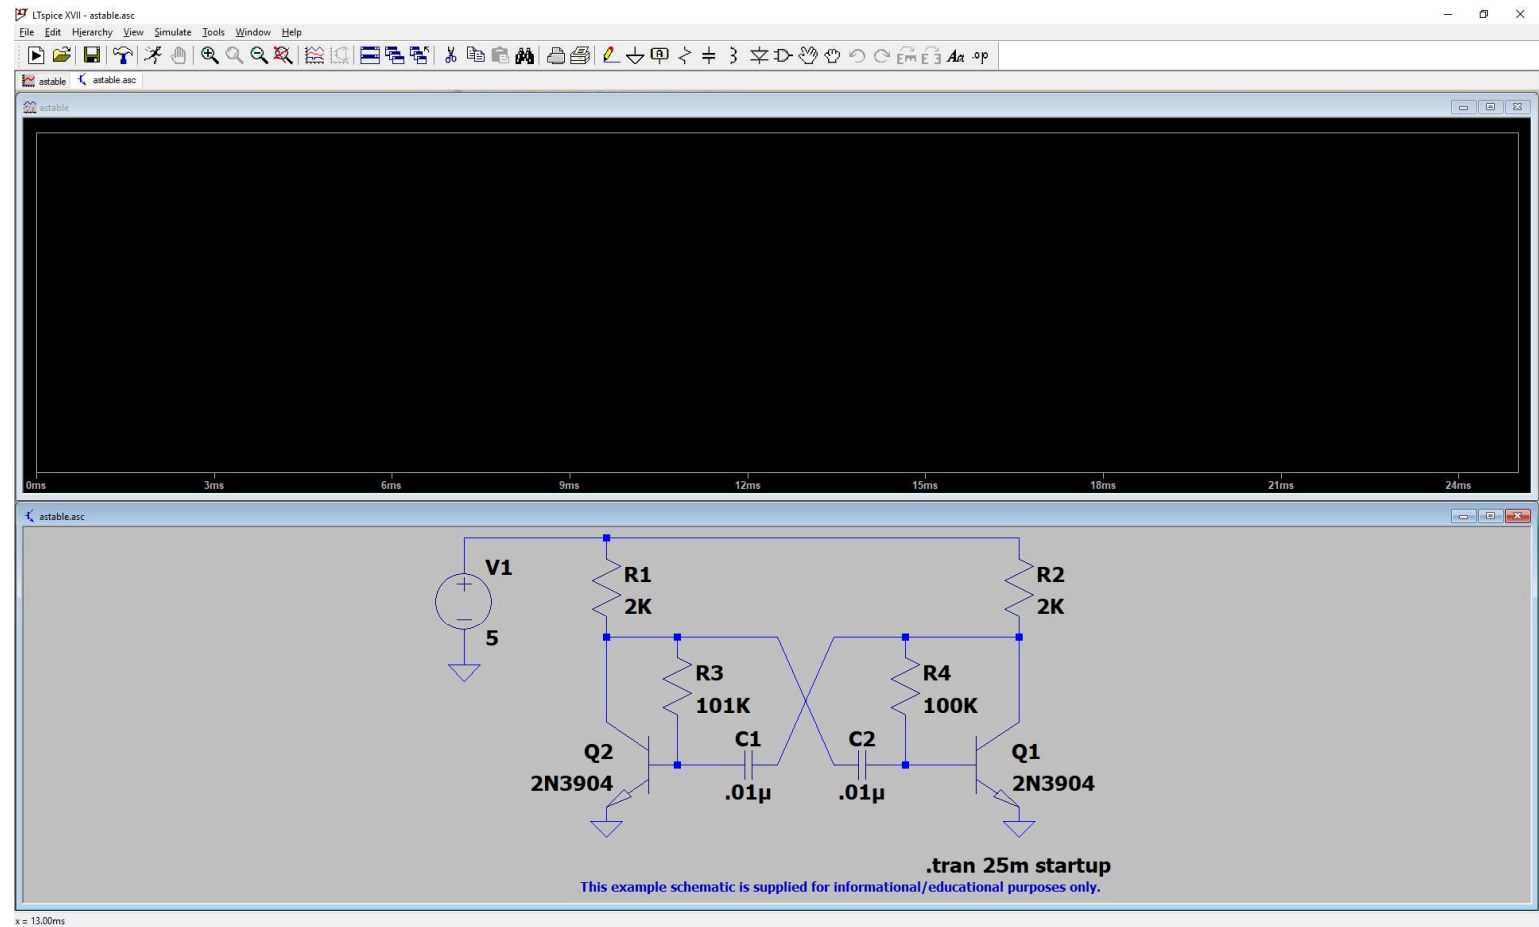 LTspice XVII - astable.asc
File Edit Hierarchy View Simulate Tools Window Help
Aa .op
astable astable.asc
astable
0ms 3ms 6ms 9ms 12ms 15ms 18ms 21ms 24ms
astable.asc
V1
5
R1
2K
R2
2K
R3
101K
R4
100K
C1
.01µ
C2
.01µ
Q2
2N3904
Q1
2N3904
.tran 25m startup
This example schematic is supplied for informational/educational purposes only.
x = 13.00ms